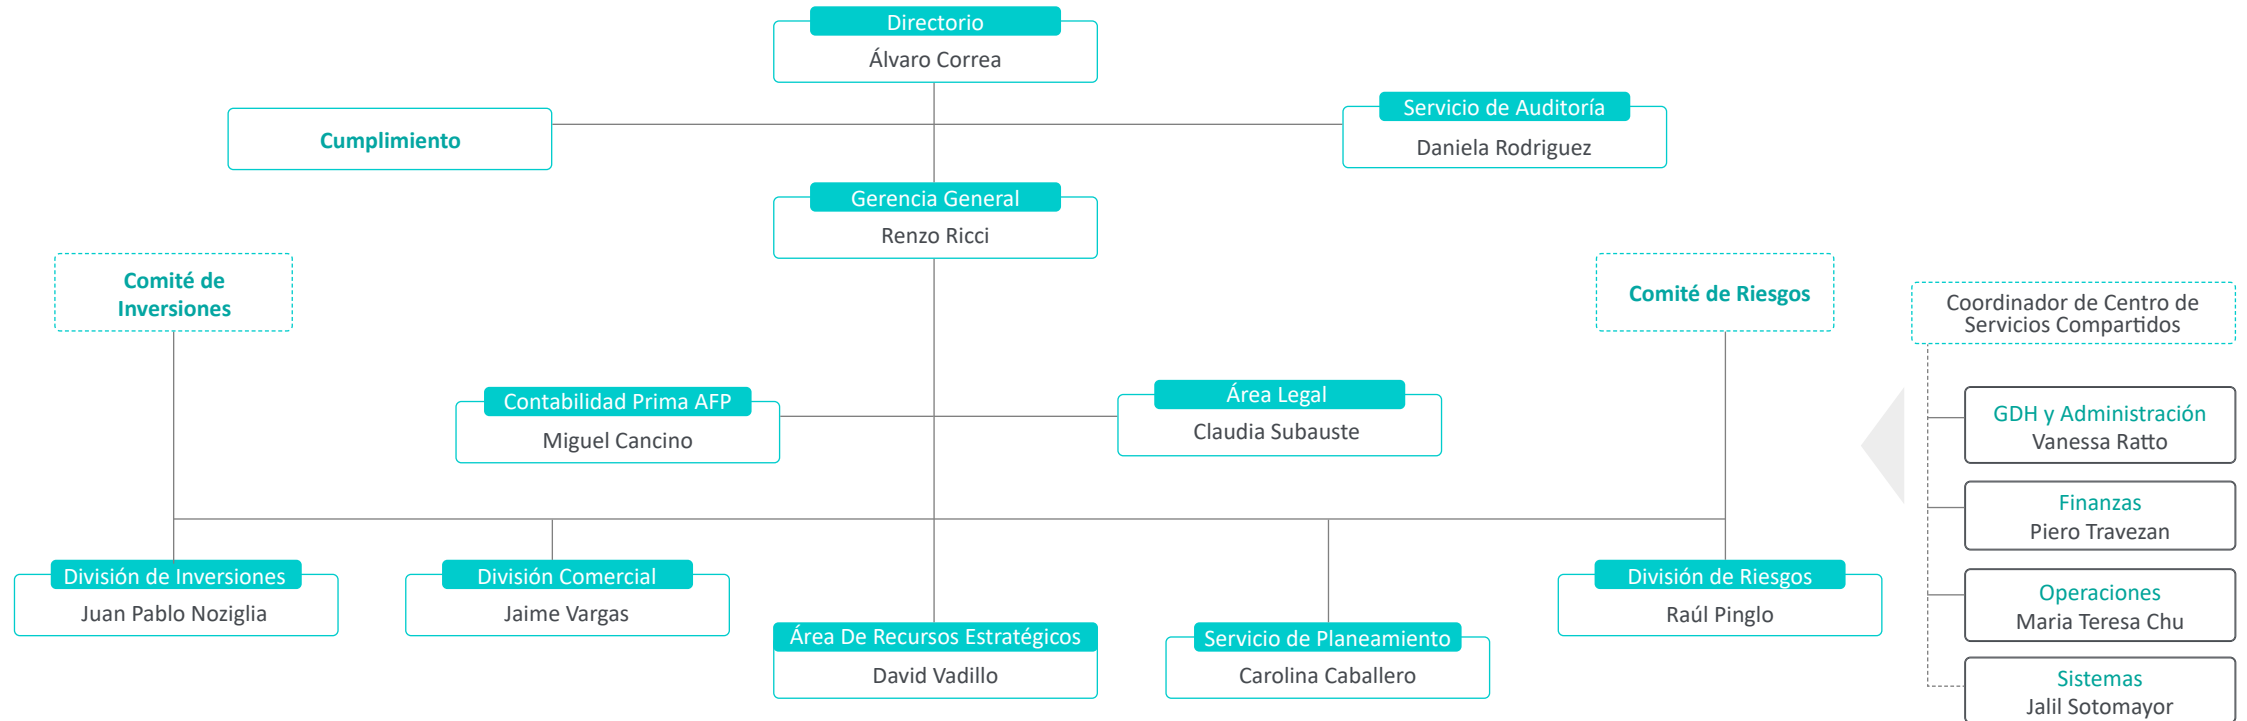 Directorio
Álvaro Correa
Cumplimiento
Servicio de Auditoría
Daniela Rodriguez
Gerencia General
Renzo Ricci
Comité de
Inversiones
Comité de Riesgos
Coordinador de Centro de
Servicios Compartidos
Contabilidad Prima AFP
Miguel Cancino
Área Legal
Claudia Subauste
GDH y Administración
Vanessa Ratto
Finanzas
Piero Travezan
División de Inversiones
Juan Pablo Noziglia
División Comercial
Jaime Vargas
Área De Recursos Estratégicos
David Vadillo
Servicio de Planeamiento
Carolina Caballero
División de Riesgos
Raúl Pinglo
Operaciones
Maria Teresa Chu
Sistemas
Jalil Sotomayor